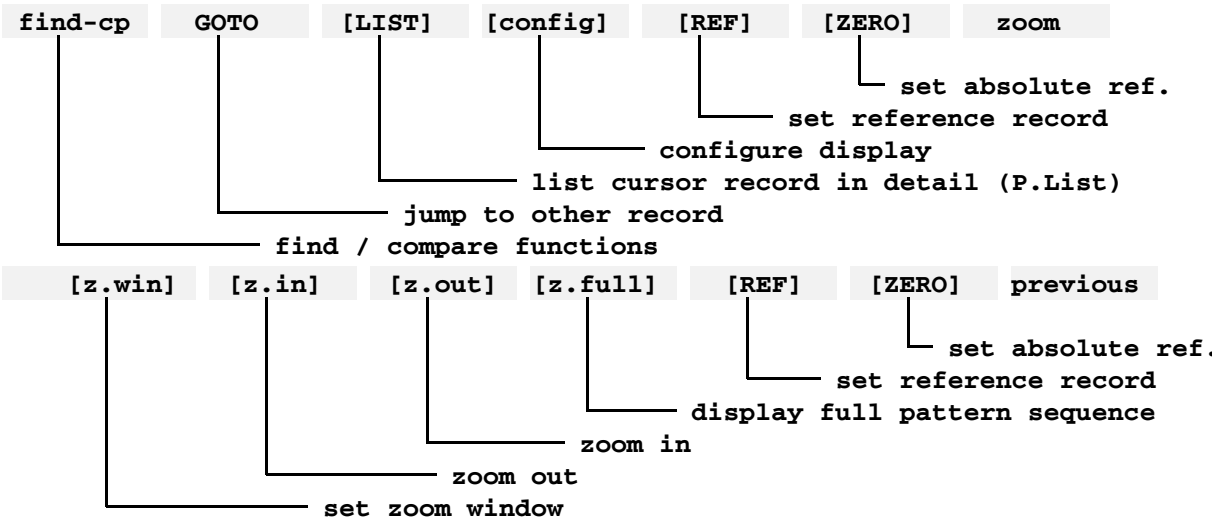 find-cp GOTO [LIST] [config] [REF] [ZERO] zoom
set absolute ref.
set reference record
configure display
list cursor record in detail (P.List)
jump to other record
find / compare functions
[z.win] [z.in] [z.out] [z.full] [REF] [ZERO] previous
set absolute ref.
set reference record
display full pattern sequence
zoom in
zoom out
set zoom window